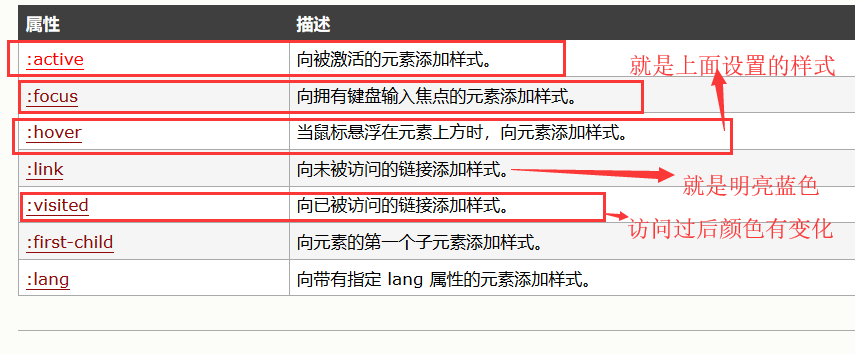 属性 描述
:active 向被激活的元素添加样式。
就是上面设置的样式
:focus 向拥有键盘输入焦点的元素添加样式。
:hover 当鼠标悬浮在元素上方时，向元素添加样式。
:link 向未被访问的链接添加样式。
就是明亮蓝色
:visited 向已被访问的链接添加样式。
访问过后颜色有变化
:first-child 向元素的第一个子元素添加样式。
:lang 向带有指定 lang 属性的元素添加样式。